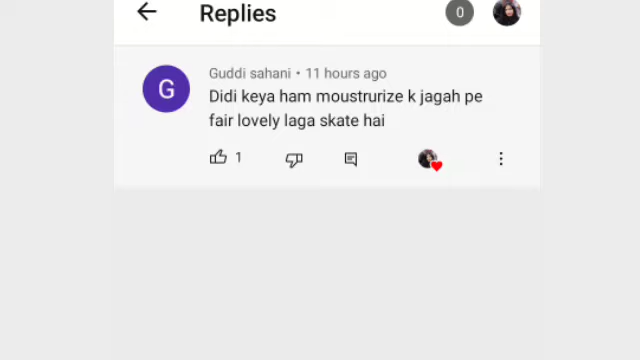 Replies
0
Guddi sahani • 11 hours ago
G
Didi keya ham moustrurize k jagah pe
fair lovely laga skate hai
1